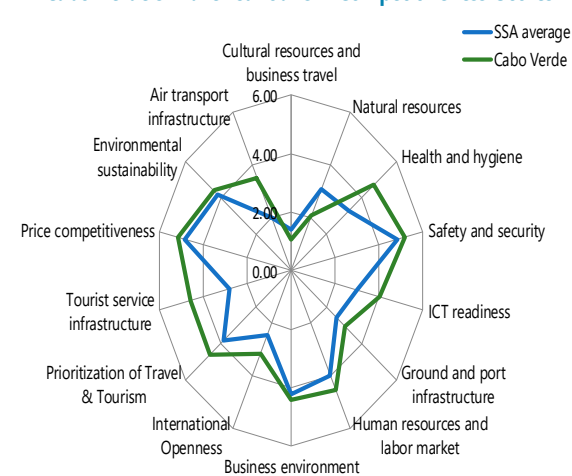 SSA average
Cabo Verde
Cultural resources and
business travel
Natural resources
Health and hygiene
Safety and security
ICT readiness
Ground and port
infrastructure
Human resources and
labor market
Business environment
International
Openness
Prioritization of Travel
& Tourism
Tourist service
infrastructure
Price competitiveness
Environmental
sustainability
Air transport
infrastructure
6.00
4.00
2.00
0.00